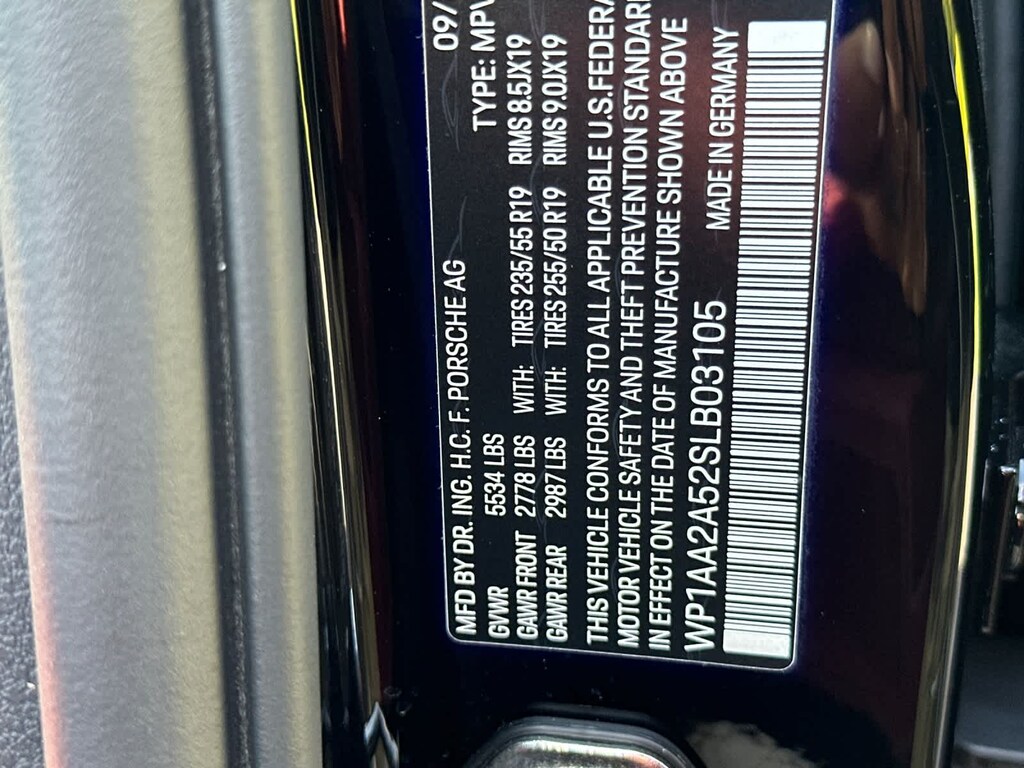 MFD BY DR. ING. H.C. F. PORSCHE AG 09/
GVWR 5534 LBS TYPE: MPV
GAWR FRONT 2778 LBS WITH: TIRES 235/55 R19 RIMS 8.5JX19
GAWR REAR 2987 LBS WITH: TIRES 255/50 R19 RIMS 9.0JX19
THIS VEHICLE CONFORMS TO ALL APPLICABLE U.S.FEDERA
MOTOR VEHICLE SAFETY AND THEFT PREVENTION STANDARD
IN EFFECT ON THE DATE OF MANUFACTURE SHOWN ABOVE
WP1AA2A52SLB03105 MADE IN GERMANY